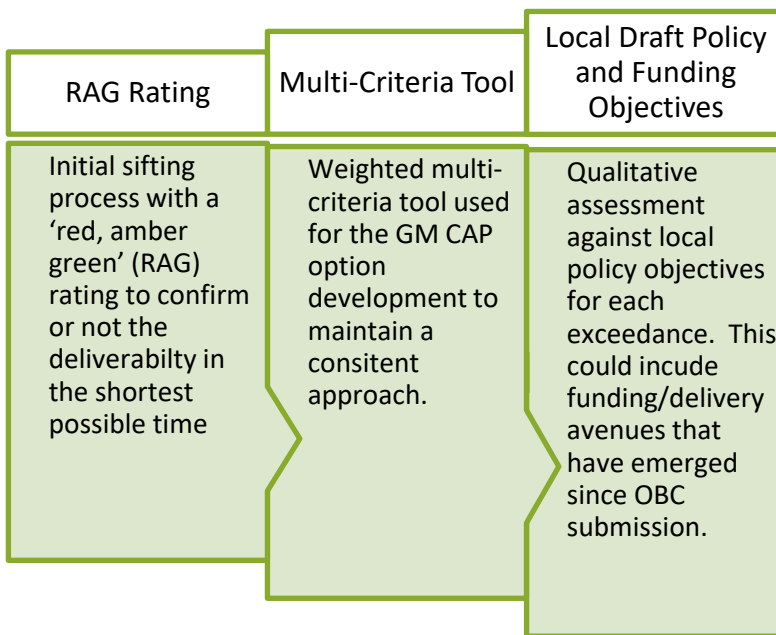 RAG Rating
Initial sifting
process with a
‘red, amber
green’ (RAG)
rating to confirm
or not the
deliverabilty in
the shortest
possible time
Multi-Criteria Tool
Weighted multi-
criteria tool used
for the GM CAP
option
development to
maintain a
consitent
approach.
Local Draft Policy
and Funding
Objectives
Qualitative
assessment
against local
policy objectives
for each
exceedance.  This
could incude
funding/delivery
avenues that
have emerged
since OBC
submission.